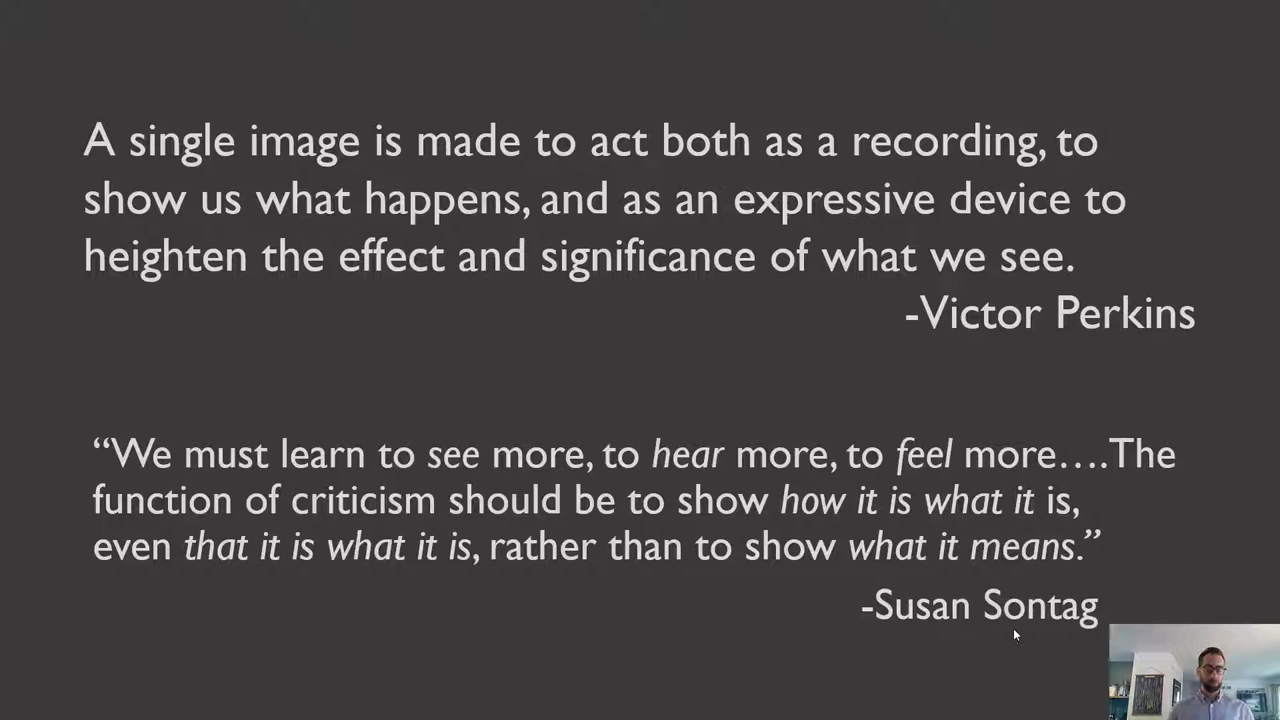 A single image is made to act both as a recording, to
show us what happens, and as an expressive device to
heighten the effect and significance of what we see.
-Victor Perkins
“We must learn to see more, to hear more, to feel more….The
function of criticism should be to show how it is what it is,
even that it is what it is, rather than to show what it means.”
-Susan Sontag